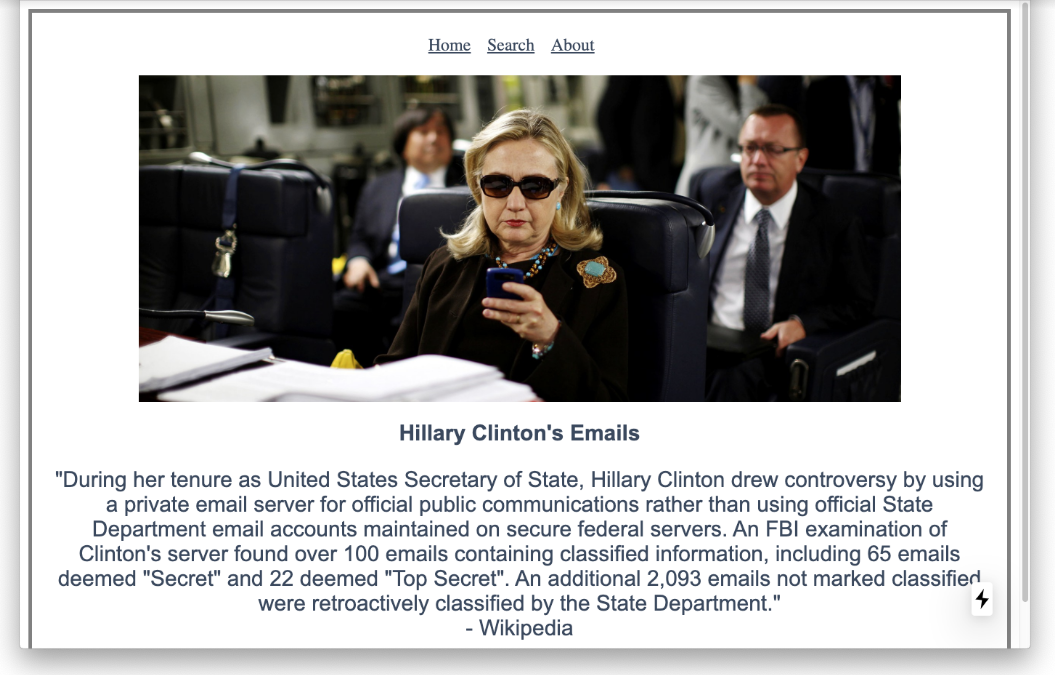 Home Search About
Hillary Clinton's Emails
"During her tenure as United States Secretary of State, Hillary Clinton drew controversy by using
a private email server for official public communications rather than using official State
Department email accounts maintained on secure federal servers. An FBI examination of
Clinton's server found over 100 emails containing classified information, including 65 emails
deemed "Secret" and 22 deemed "Top Secret". An additional 2,093 emails not marked classified
were retroactively classified by the State Department."
- Wikipedia